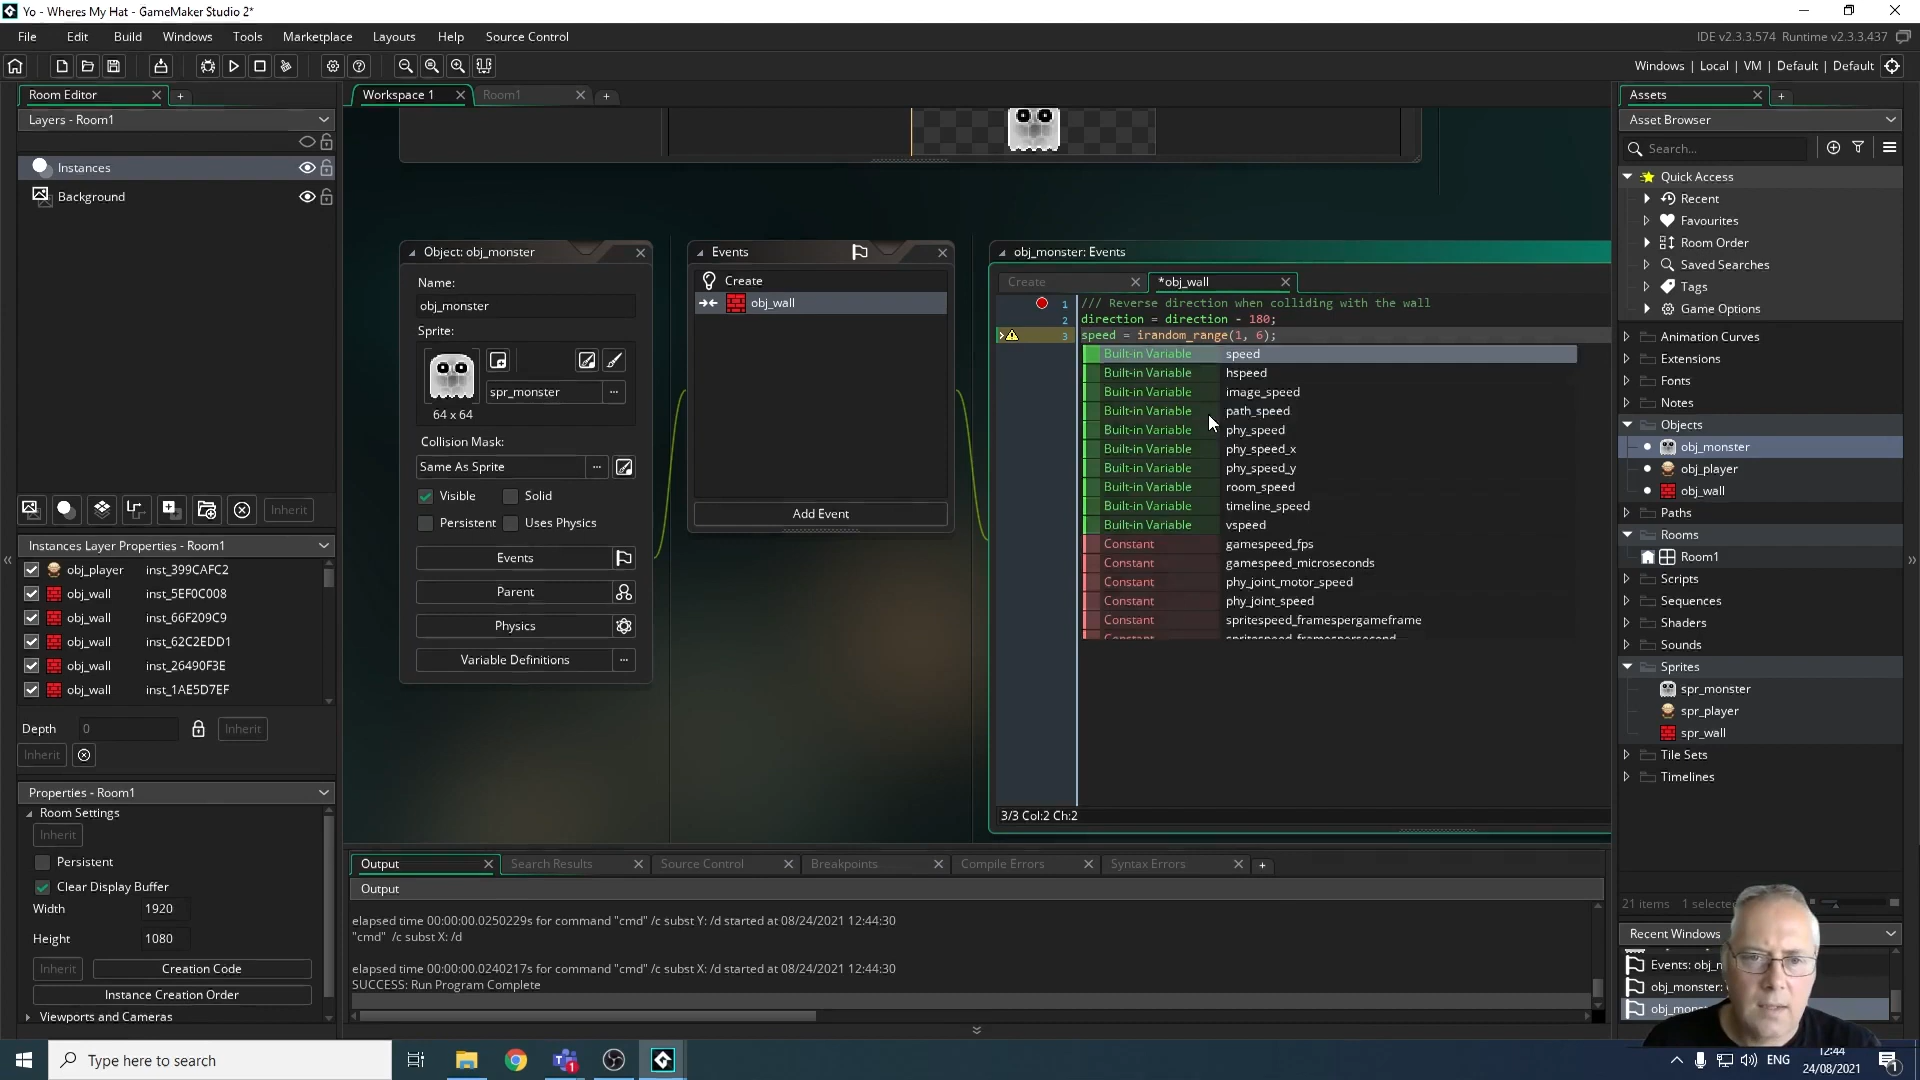 Yo - Wheres My Hat - GameMaker Studio 2*
File Edit Build Windows Tools Marketplace Layouts Help Source Control
IDE v2.3.3.574 Runtime v2.3.3.437
Windows | Local | VM | Default | Default
Room Editor
Layers - Room1
Instances
Background
Inherit
Instances Layer Properties - Room1
obj_player inst_399CAFC2
obj_wall inst_5EF0C008
obj_wall inst_66F209C9
obj_wall inst_62C2EDD1
obj_wall inst_26490F3E
obj_wall inst_1AE5D7EF
Depth 0 Inherit
Inherit
Properties - Room1
Room Settings
Inherit
Persistent
Clear Display Buffer
Width 1920
Height 1080
Inherit Creation Code
Instance Creation Order
Viewports and Cameras
Workspace 1 Room1
Object: obj_monster
Name:
obj_monster
Sprite:
spr_monster
64 x 64
Collision Mask:
Same As Sprite
Visible Solid
Persistent Uses Physics
Events
Parent
Physics
Variable Definitions
Events
Create
obj_wall
Add Event
obj_monster: Events
Create *obj_wall
1 /// Reverse direction when colliding with the wall
2 direction = direction - 180;
3 speed = irandom_range(1, 6);
Built-in Variable speed
Built-in Variable hspeed
Built-in Variable image_speed
Built-in Variable path_speed
Built-in Variable phy_speed
Built-in Variable phy_speed_x
Built-in Variable phy_speed_y
Built-in Variable room_speed
Built-in Variable timeline_speed
Built-in Variable vspeed
Constant gamespeed_fps
Constant gamespeed_microseconds
Constant phy_joint_motor_speed
Constant phy_joint_speed
Constant spritespeed_framespergameframe
Constant spritespeed_framespersecond
3/3 Col:2 Ch:2
Output Search Results Source Control Breakpoints Compile Errors Syntax Errors
Output
elapsed time 00:00:00.0250229s for command "cmd" /c subst Y: /d started at 08/24/2021 12:44:30
"cmd" /c subst X: /d
elapsed time 00:00:00.0240217s for command "cmd" /c subst X: /d started at 08/24/2021 12:44:30
SUCCESS: Run Program Complete
Assets
Asset Browser
Search...
Quick Access
Recent
Favourites
Room Order
Saved Searches
Tags
Game Options
Animation Curves
Extensions
Fonts
Notes
Objects
obj_monster
obj_player
obj_wall
Paths
Rooms
Room1
Scripts
Sequences
Shaders
Sounds
Sprites
spr_monster
spr_player
spr_wall
Tile Sets
Timelines
21 items 1 selecte
Recent Windows
Events: obj_n
obj_monster:
obj_mon
Type here to search
ENG
12:44
24/08/2021